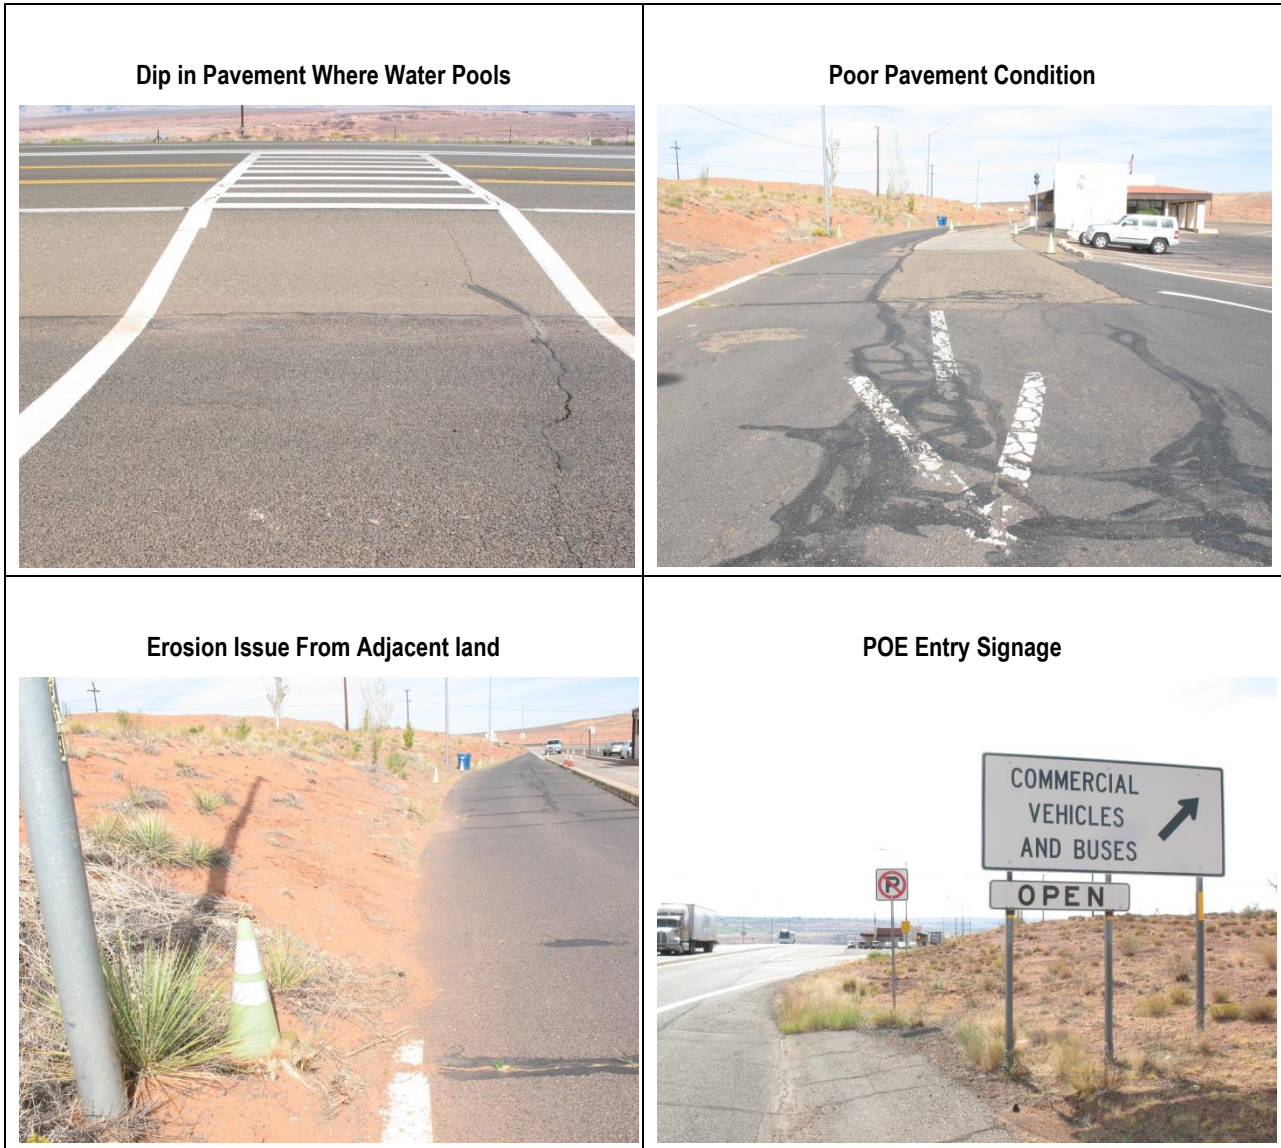 Dip in Pavement Where Water Pools
Poor Pavement Condition
Erosion Issue From Adjacent land
POE Entry Signage
COMMERCIAL
VEHICLES
AND BUSES
OPEN
P